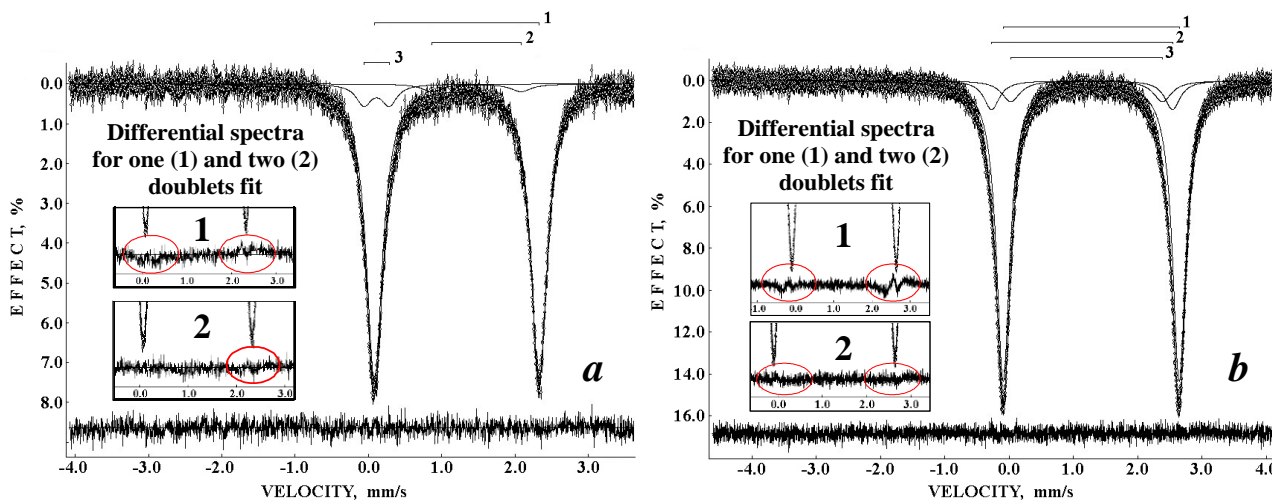 1
2
3
0.0
1.0
2.0
3.0
4.0
5.0
6.0
7.0
8.0
EFFECT, %
Differential spectra
for one (1) and two (2)
doublets fit
1
0.0 1.0 2.0 3.0
2
0.0 1.0 2.0 3.0
a
-4.0 -3.0 -2.0 -1.0 0.0 1.0 2.0 3.0
VELOCITY, mm/s
1
2
3
0.0
2.0
4.0
6.0
8.0
10.0
12.0
14.0
16.0
EFFECT, %
Differential spectra
for one (1) and two (2)
doublets fit
1
1.0 0.0 1.0 2.0 3.0
2
0.0 1.0 2.0 3.0
b
-4.0 -3.0 -2.0 -1.0 0.0 1.0 2.0 3.0 4.0
VELOCITY, mm/s